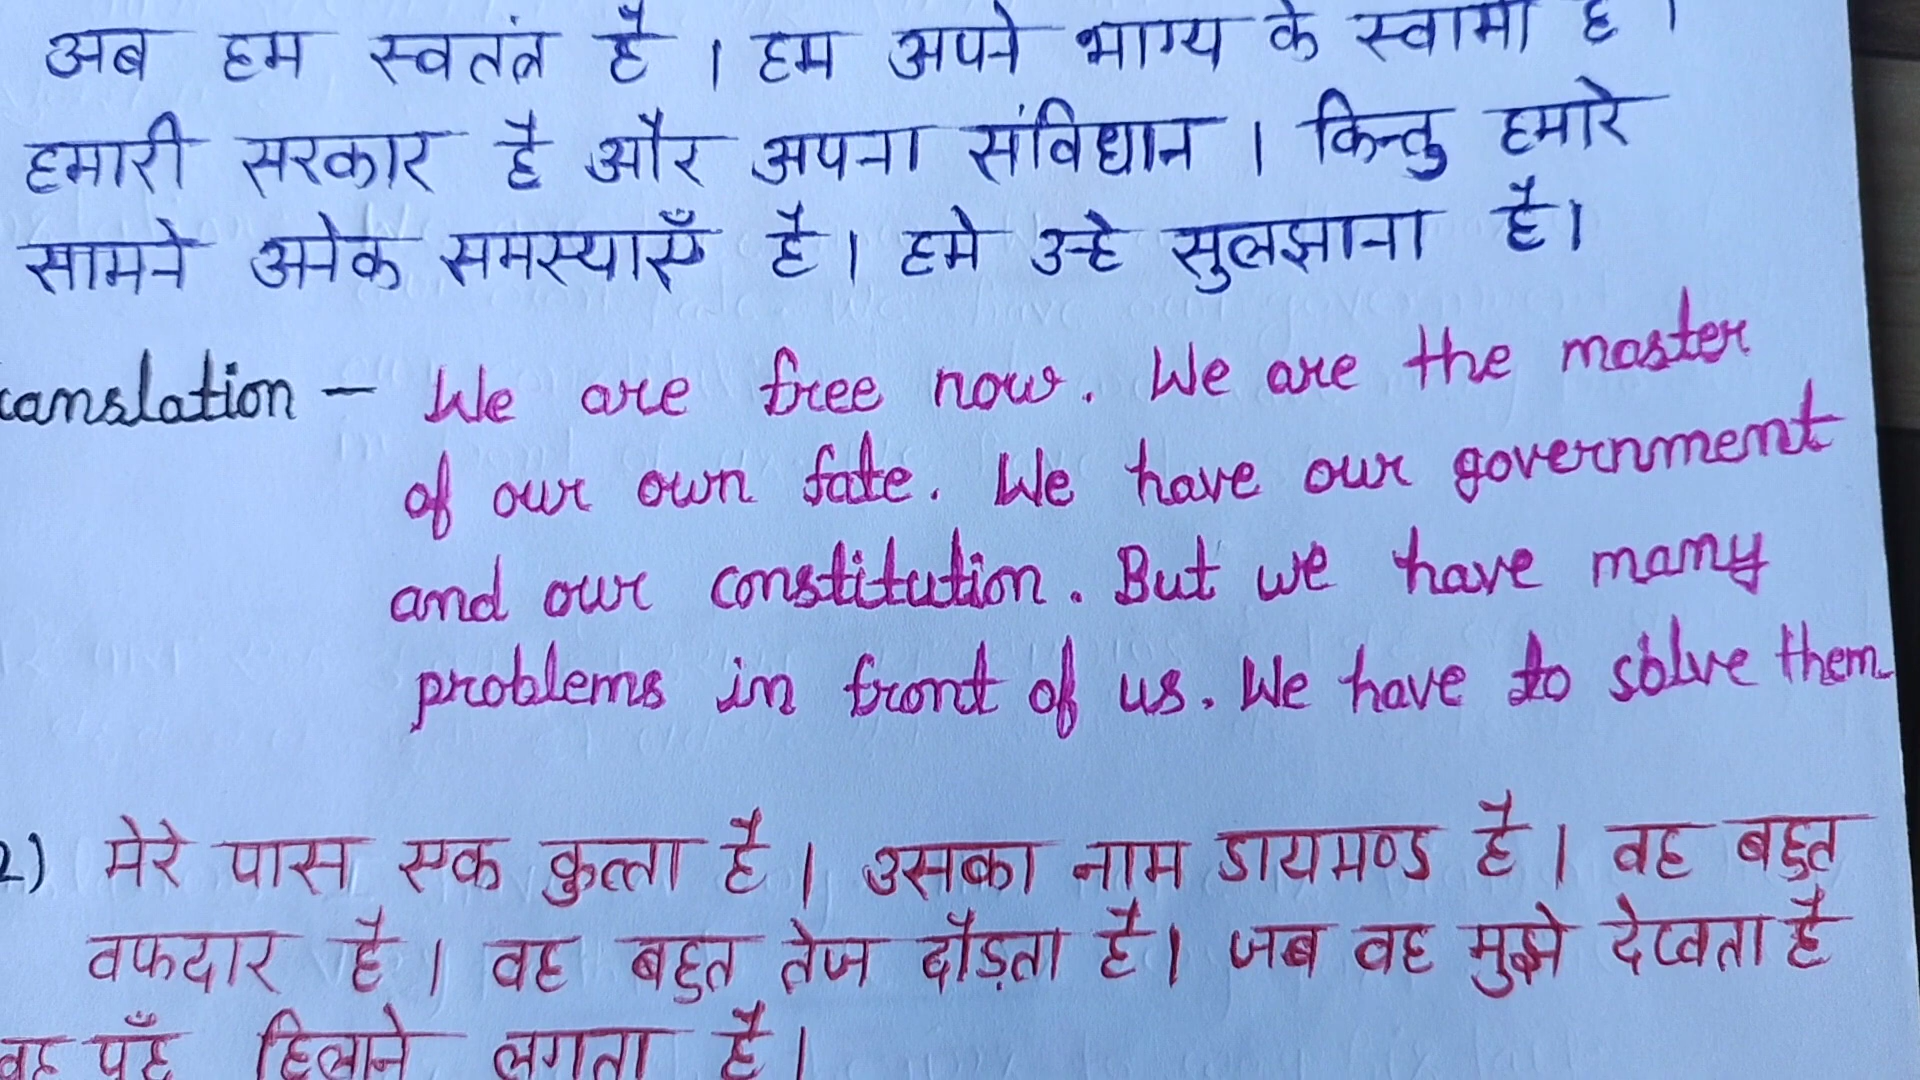 अब हम स्वतंत्र है । हम अपने भाग्य के स्वामी है ।
हमारी सरकार है और अपना संविधान । किन्तु हमारे
सामने अनेक समस्याएँ है । हमे उन्हे सुलझाना है ।
ranslation – We are free now. We are the master
of our own fate. We have our government
and our constitution. But we have many
problems in front of us. We have to solve them.
2) मेरे पास एक कुत्ता है । उसका नाम डायमण्ड है । वह बहुत
वफदार है । वह बहुत तेज दौड़ता है । जब वह मुझे देखता है
वह पूँछ हिलाने लगता है ।